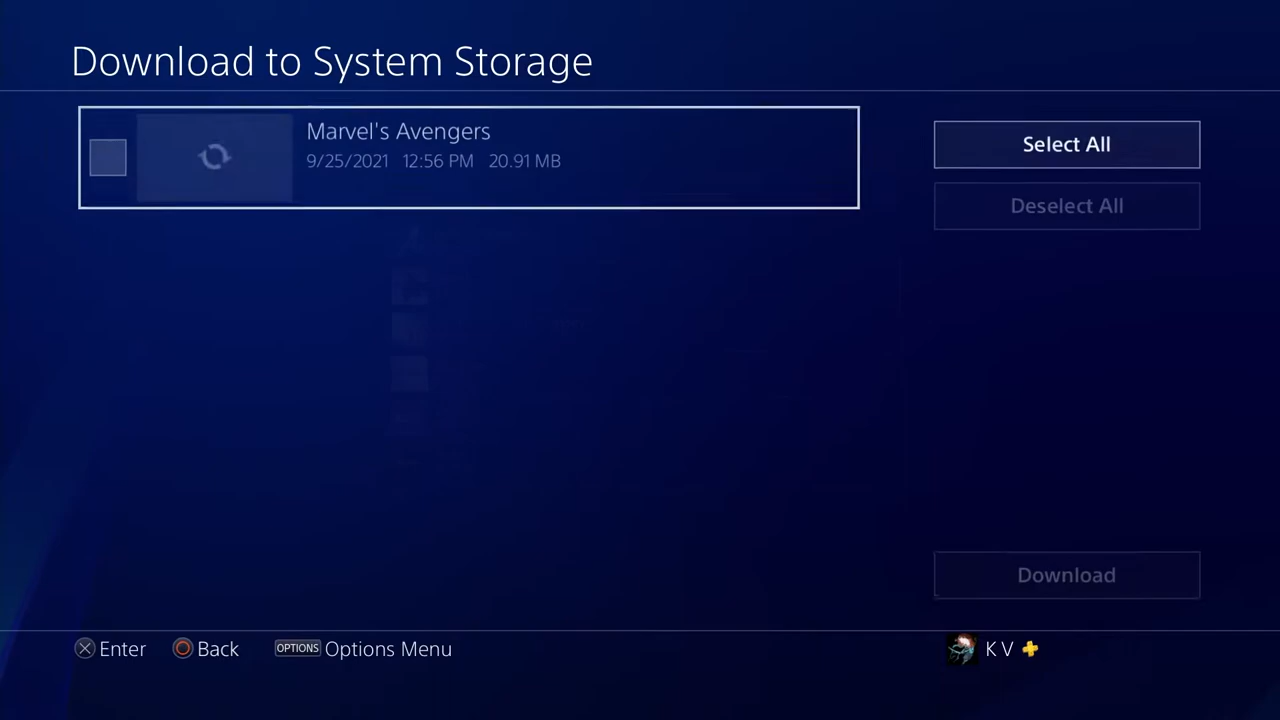 Download to System Storage
Marvel's Avengers
9/25/2021 12:56 PM 20.91 MB
Select All
Deselect All
Download
Enter Back OPTIONS Options Menu
K V